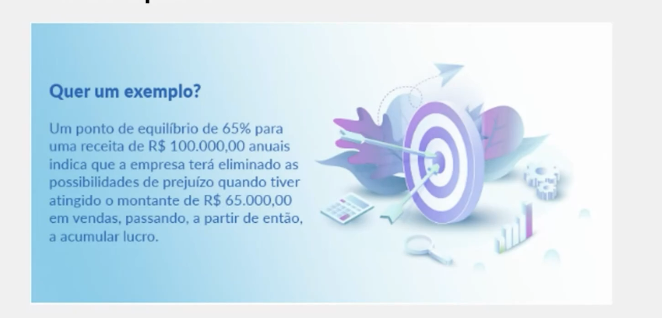 Quer um exemplo?
Um ponto de equilíbrio de 65% para
uma receita de R$ 100.000,00 anuais
indica que a empresa terá eliminado as
possibilidades de prejuízo quando tiver
atingido o montante de R$ 65.000,00
em vendas, passando, a partir de então,
a acumular lucro.